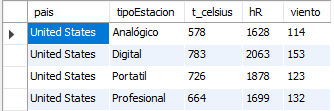 pais tipoEstacion t_celsius hR viento
United States Analógico 578 1628 114
United States Digital 783 2063 153
United States Portatil 726 1878 123
United States Profesional 664 1699 132